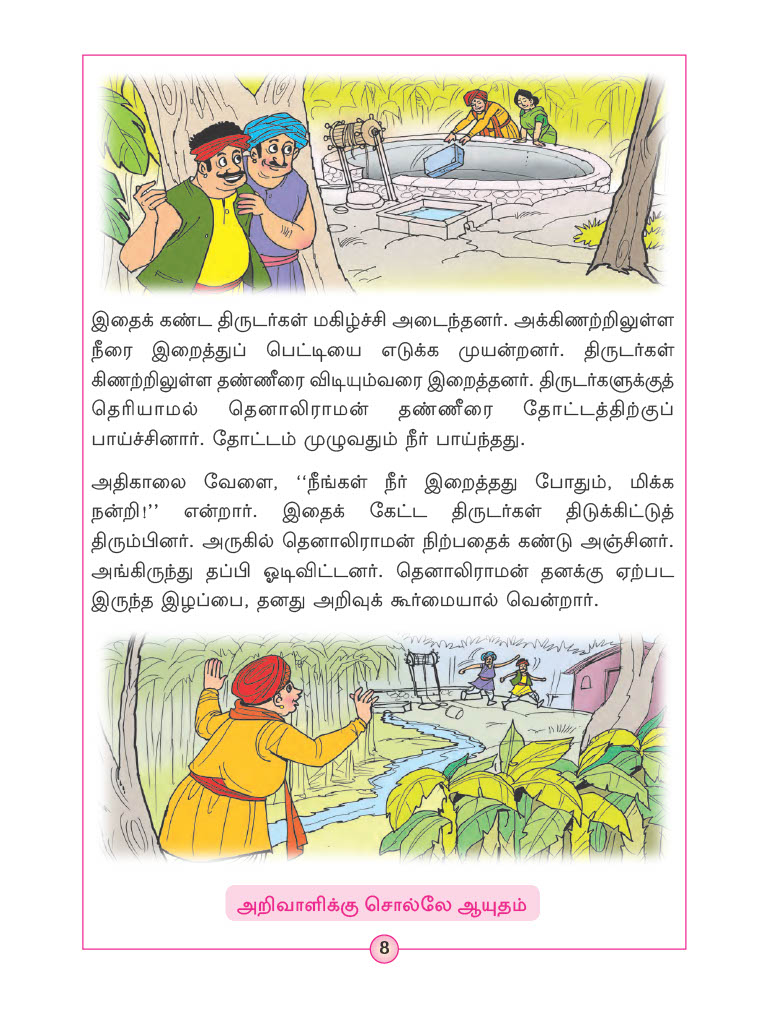 இதைக் கண்ட திருடர்கள் மகிழ்ச்சி அடைந்தனர். அக்கிணற்றிலுள்ள
நீரை இறைத்துப் பெட்டியை எடுக்க முயன்றனர். திருடர்கள்
கிணற்றிலுள்ள தண்ணீரை விடியும்வரை இறைத்தனர். திருடர்களுக்குத்
தெரியாமல் தெனாலிராமன் தண்ணீரை தோட்டத்திற்குப்
பாய்ச்சினார். தோட்டம் முழுவதும் நீர் பாய்ந்தது.
அதிகாலை வேளை, ‘‘நீங்கள் நீர் இறைத்தது போதும், மிக்க
நன்றி!’’ என்றார். இதைக் கேட்ட திருடர்கள் திடுக்கிட்டுத்
திரும்பினர். அருகில் தெனாலிராமன் நிற்பதைக் கண்டு அஞ்சினர்.
அங்கிருந்து தப்பி ஓடிவிட்டனர். தெனாலிராமன் தனக்கு ஏற்பட
இருந்த இழப்பை, தனது அறிவுக் கூர்மையால் வென்றார்.
அறிவாளிக்கு சொல்லே ஆயுதம்
8